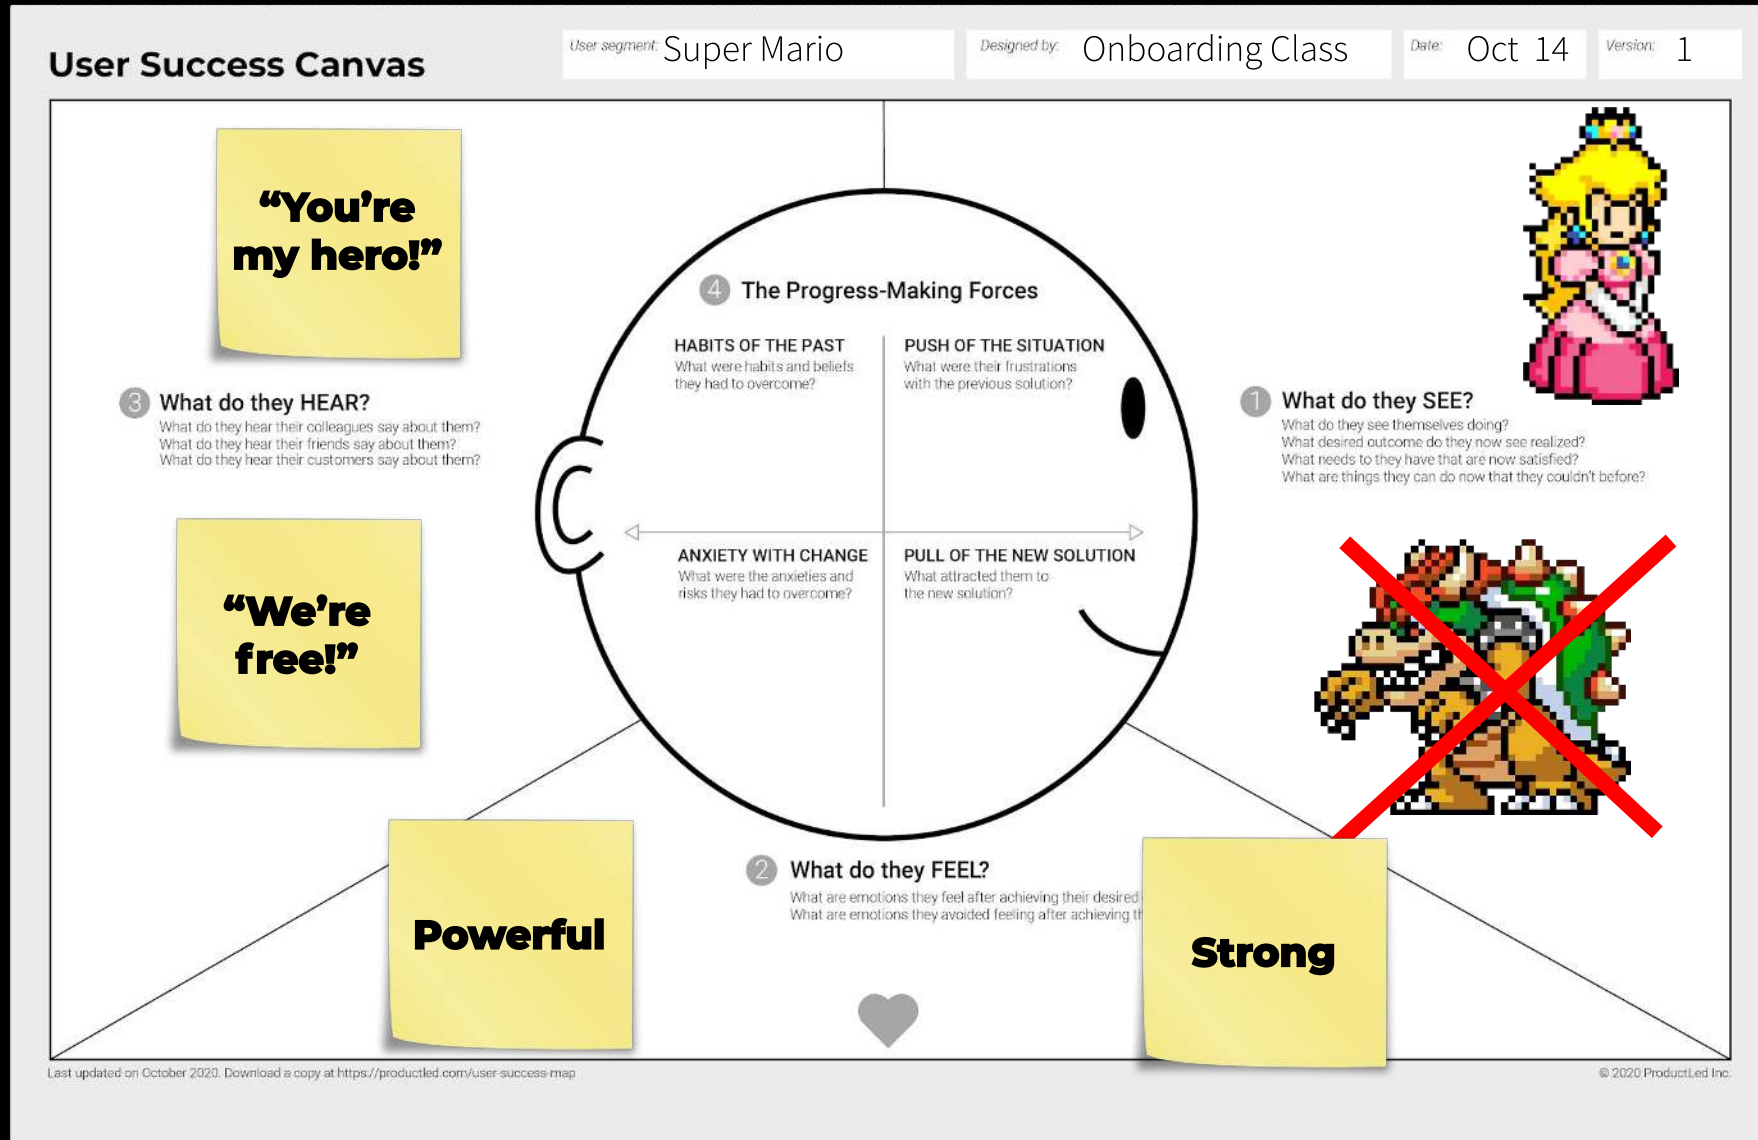 User Success Canvas
User segment: Super Mario
Designed by: Onboarding Class
Date: Oct 14
Version: 1
“You’re
my hero!”
3 What do they HEAR?
What do they hear their colleagues say about them?
What do they hear their friends say about them?
What do they hear their customers say about them?
“We’re
free!”
4 The Progress-Making Forces
HABITS OF THE PAST
What were habits and beliefs
they had to overcome?
PUSH OF THE SITUATION
What were their frustrations
with the previous solution?
ANXIETY WITH CHANGE
What were the anxieties and
risks they had to overcome?
PULL OF THE NEW SOLUTION
What attracted them to
the new solution?
1 What do they SEE?
What do they see themselves doing?
What desired outcome do they now see realized?
What needs to they have that are now satisfied?
What are things they can do now that they couldn't before?
2 What do they FEEL?
What are emotions they feel after achieving their desired
What are emotions they avoided feeling after achieving th
Powerful
Strong
Last updated on October 2020. Download a copy at https://productled.com/user-success-map
© 2020 ProductLed Inc.